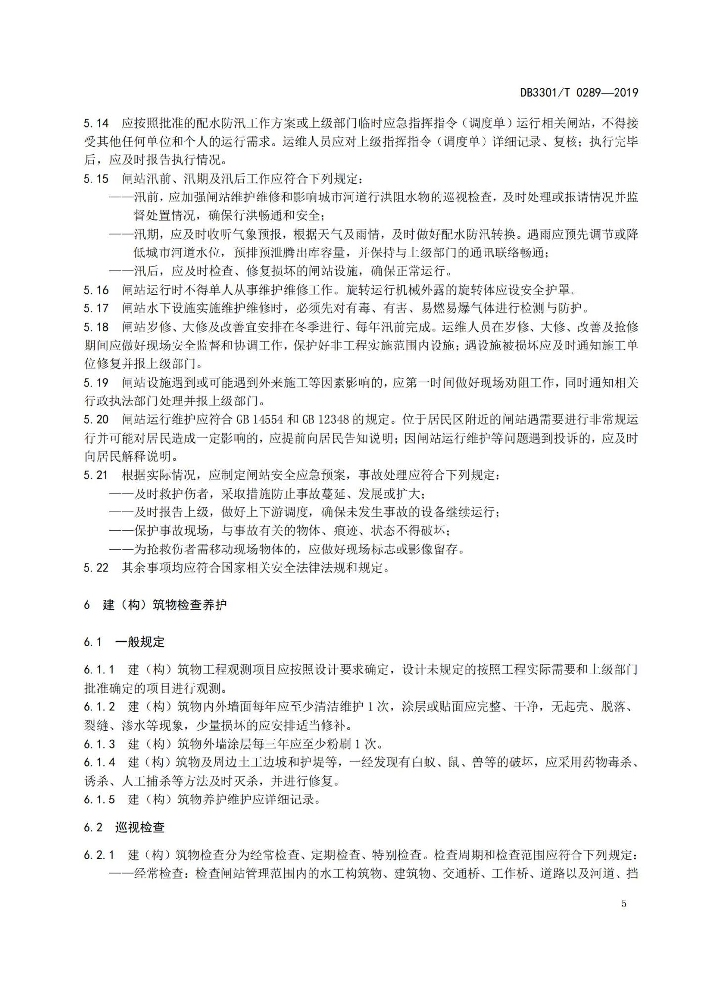 DB3301/T 0289—2019
5.14 应按照批准的配水防汛工作方案或上级部门临时应急指挥指令（调度单）运行相关闸站，不得接
受其他任何单位和个人的运行需求。运维人员应对上级指挥指令（调度单）详细记录、复核；执行完毕
后，应及时报告执行情况。
5.15 闸站汛前、汛期及汛后工作应符合下列规定：
——汛前，应加强闸站维护维修和影响城市河道行洪阻水物的巡视检查，及时处理或报请情况并监
督处置情况，确保行洪畅通和安全；
——汛期，应及时收听气象预报，根据天气及雨情，及时做好配水防汛转换。遇雨应预先调节或降
低城市河道水位，预排预泄腾出库容量，并保持与上级部门的通讯联络畅通；
——汛后，应及时检查、修复损坏的闸站设施，确保正常运行。
5.16 闸站运行时不得单人从事维护维修工作。旋转运行机械外露的旋转体应设安全护罩。
5.17 闸站水下设施实施维护维修时，必须先对有毒、有害、易燃易爆气体进行检测与防护。
5.18 闸站岁修、大修及改善宜安排在冬季进行、每年汛前完成。运维人员在岁修、大修、改善及抢修
期间应做好现场安全监督和协调工作，保护好非工程实施范围内设施；遇设施被损坏应及时通知施工单
位修复并报上级部门。
5.19 闸站设施遇到或可能遇到外来施工等因素影响的，应第一时间做好现场劝阻工作，同时通知相关
行政执法部门处理并报上级部门。
5.20 闸站运行维护应符合 GB 14554 和 GB 12348 的规定。位于居民区附近的闸站遇需要进行非常规运
行并可能对居民造成一定影响的，应提前向居民告知说明；因闸站运行维护等问题遇到投诉的，应及时
向居民解释说明。
5.21 根据实际情况，应制定闸站安全应急预案，事故处理应符合下列规定：
——及时救护伤者，采取措施防止事故蔓延、发展或扩大；
——及时报告上级，做好上下游调度，确保未发生事故的设备继续运行；
——保护事故现场，与事故有关的物体、痕迹、状态不得破坏；
——为抢救伤者需移动现场物体的，应做好现场标志或影像留存。
5.22 其余事项均应符合国家相关安全法律法规和规定。
6 建（构）筑物检查养护
6.1 一般规定
6.1.1 建（构）筑物工程观测项目应按照设计要求确定，设计未规定的按照工程实际需要和上级部门
批准确定的项目进行观测。
6.1.2 建（构）筑物内外墙面每年应至少清洁维护 1 次，涂层或贴面应完整、干净，无起壳、脱落、
裂缝、渗水等现象，少量损坏的应安排适当修补。
6.1.3 建（构）筑物外墙涂层每三年应至少粉刷 1 次。
6.1.4 建（构）筑物及周边土工边坡和护堤等，一经发现有白蚁、鼠、兽等的破坏，应采用药物毒杀、
诱杀、人工捕杀等方法及时灭杀，并进行修复。
6.1.5 建（构）筑物养护维护应详细记录。
6.2 巡视检查
6.2.1 建（构）筑物检查分为经常检查、定期检查、特别检查。检查周期和检查范围应符合下列规定：
——经常检查：检查闸站管理范围内的水工构筑物、建筑物、交通桥、工作桥、道路以及河道、挡
5